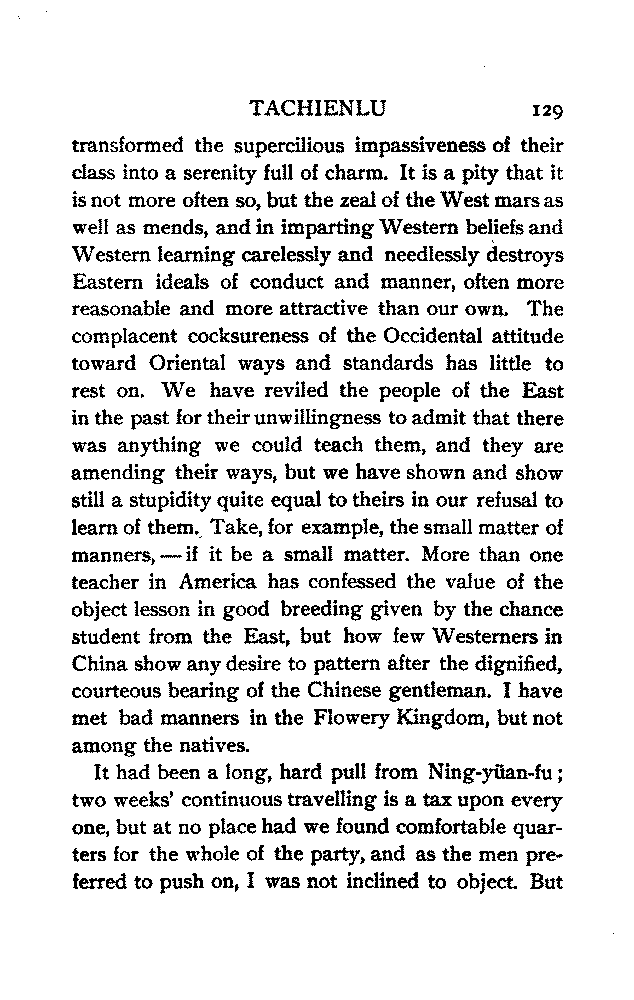 TACHIENLU 129
transformed the supercilious impassiveness of their
class into a serenity full of charm. It is a pity that it
is not more often so, but the zeal of the West mars as
well as mends, and in imparting Western beliefs and
Western learning carelessly and needlessly destroys
Eastern ideals of conduct and manner, often more
reasonable and more attractive than our own. The
complacent cocksureness of the Occidental attitude
toward Oriental ways and standards has little to
rest on. We have reviled the people of the East
in the past for their unwillingness to admit that there
was anything we could teach them, and they are
amending their ways, but we have shown and show
still a stupidity quite equal to theirs in our refusal to
learn of them. Take, for example, the small matter of
manners, — if it be a small matter. More than one
teacher in America has confessed the value of the
object lesson in good breeding given by the chance
student from the East, but how few Westerners in
China show any desire to pattern after the dignified,
courteous bearing of the Chinese gentleman. I have
met bad manners in the Flowery Kingdom, but not
among the natives.
It had been a long, hard pull from Ning-yüan-fu;
two weeks' continuous travelling is a tax upon every
one, but at no place had we found comfortable quar-
ters for the whole of the party, and as the men pre-
ferred to push on, I was not inclined to object. But